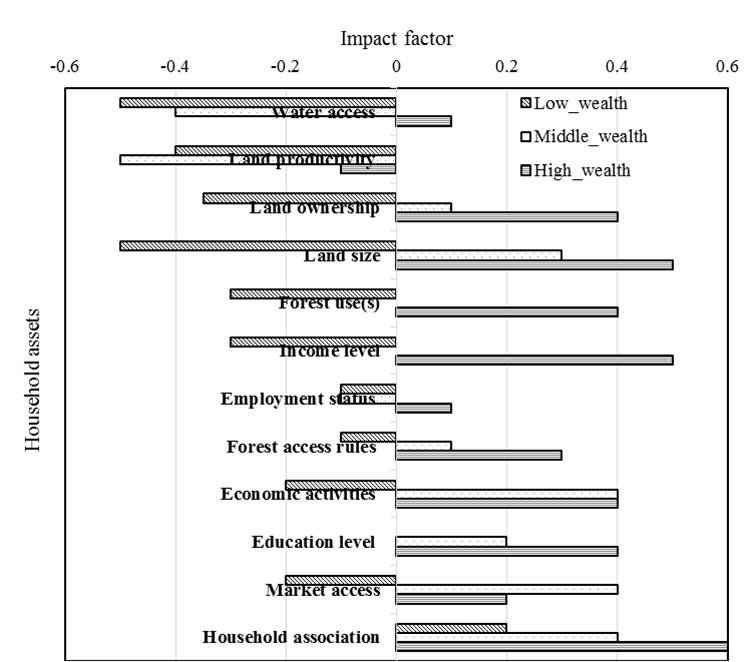 Impact factor
-0.6 -0.4 -0.2 0 0.2 0.4 0.6
Low_wealth
Middle_wealth
High_wealth
Household assets
Water access
Land productivity
Land ownership
Land size
Forest use(s)
Income level
Employment status
Forest access rules
Economic activities
Education level
Market access
Household association